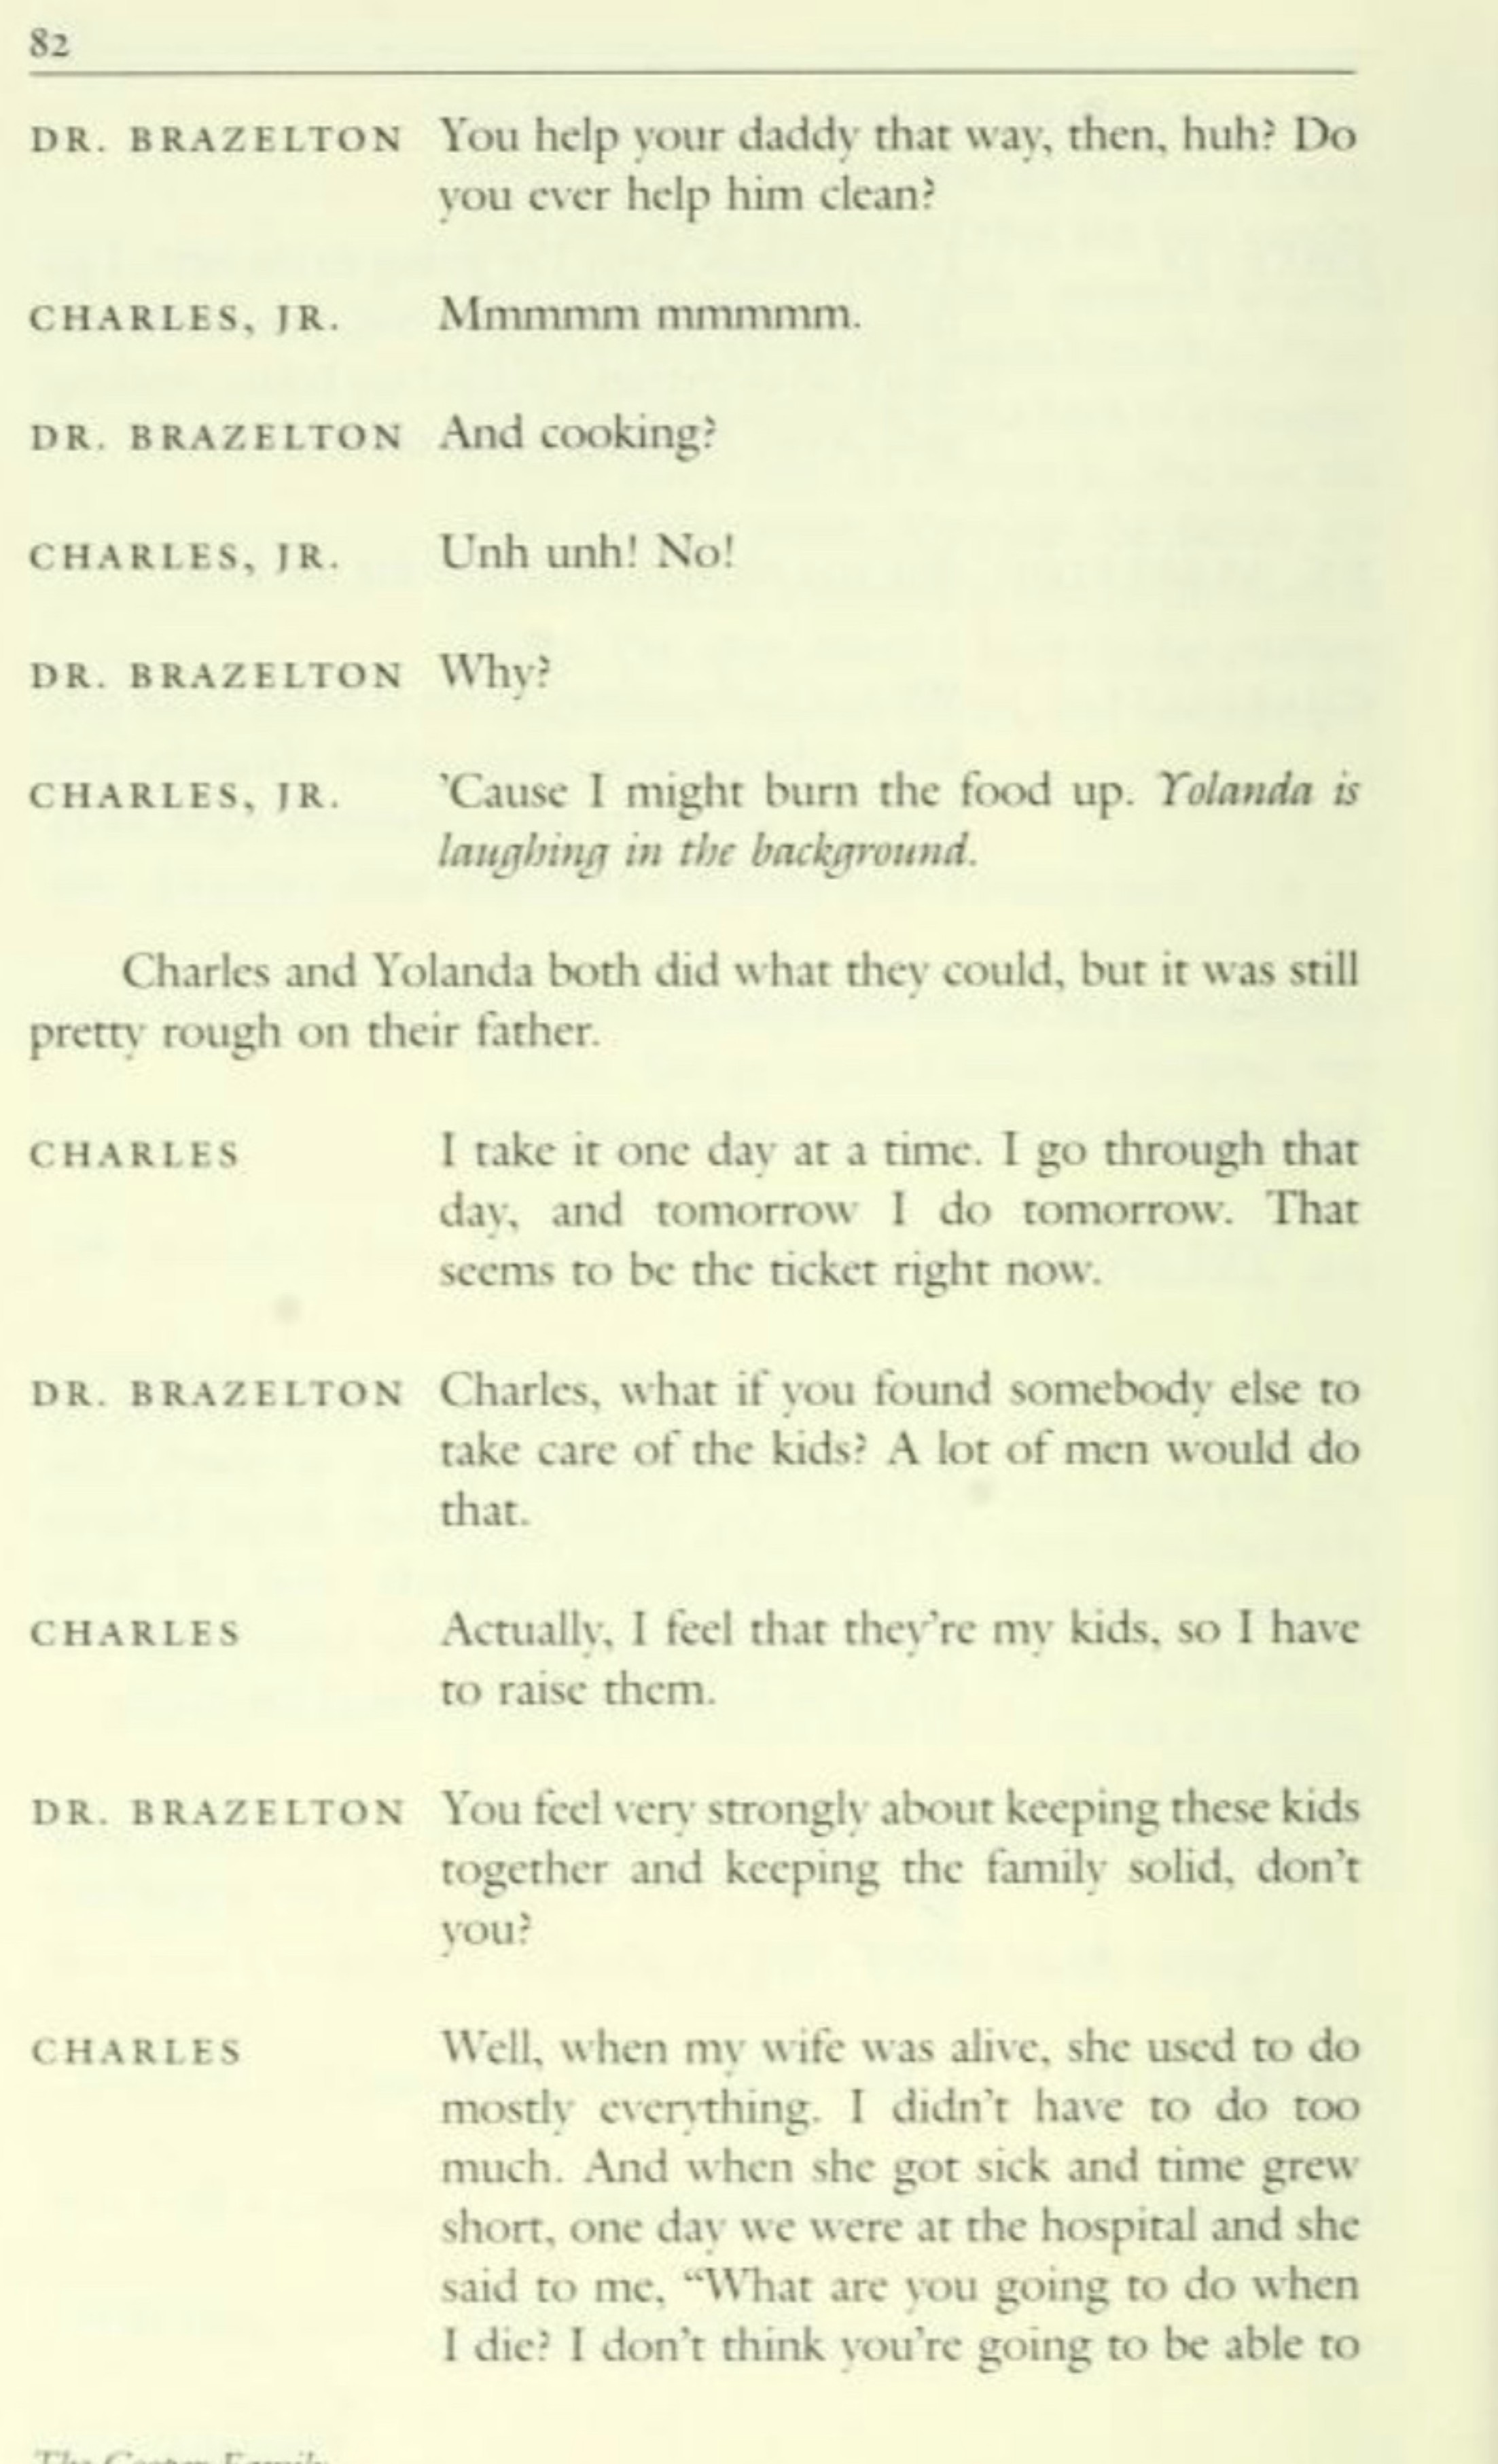 82
DR. BRAZELTON You help your daddy that way, then, huh? Do
you ever help him clean?
CHARLES, JR. Mmmmm mmmmm.
DR. BRAZELTON And cooking?
CHARLES, JR. Unh unh! No!
DR. BRAZELTON Why?
CHARLES, JR. 'Cause I might burn the food up. Yolanda is
laughing in the background.
Charles and Yolanda both did what they could, but it was still
pretty rough on their father.
CHARLES I take it one day at a time. I go through that
day, and tomorrow I do tomorrow. That
seems to be the ticket right now.
DR. BRAZELTON Charles, what if you found somebody else to
take care of the kids? A lot of men would do
that.
CHARLES Actually, I feel that they're my kids, so I have
to raise them.
DR. BRAZELTON You feel very strongly about keeping these kids
together and keeping the family solid, don't
you?
CHARLES Well, when my wife was alive, she used to do
mostly everything. I didn't have to do too
much. And when she got sick and time grew
short, one day we were at the hospital and she
said to me, “What are you going to do when
I die? I don't think you're going to be able to
The Family